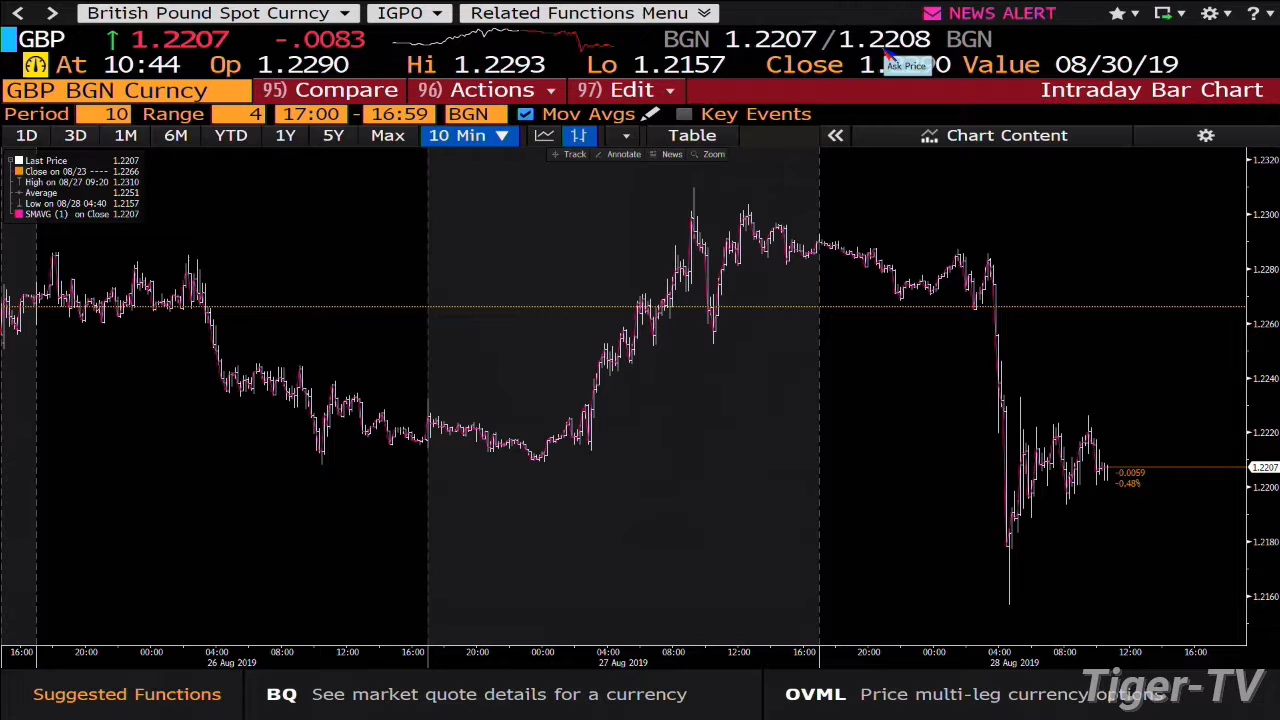 British Pound Spot Curncy IGPO Related Functions Menu NEWS ALERT ?
GBP 1.2207 -.0083 BGN 1.2207 / 1.2208 BGN
At 10:44 Op 1.2290 Hi 1.2293 Lo 1.2157 Close Value 08/30/19
Ask Price
GBP BGN Curncy 95) Compare 96) Actions 97) Edit Intraday Bar Chart
Period 10 Range 4 17:00 - 16:59 BGN Mov Avgs Key Events
1D 3D 1M 6M YTD 1Y 5Y Max 10 Min Table Chart Content
Track Annotate News Zoom
Last Price 1.2207
Close on 08/23 ---- 1.2266
High on 08/27 09:20 1.2310
Average 1.2251
Low on 08/28 04:40 1.2157
SMAVG (1) on Close 1.2207
1.2320
1.2300
1.2280
1.2260
1.2240
1.2220
1.2207
1.2200
1.2180
1.2160
-0.0059
-0.48%
16:00 20:00 00:00 04:00 08:00 12:00 16:00 20:00 00:00 04:00 08:00 12:00 16:00 20:00 00:00 04:00 08:00 12:00 16:00
26 Aug 2019 27 Aug 2019 28 Aug 2019
Suggested Functions BQ See market quote details for a currency OVML Price multi-leg currency options
Tiger-TV